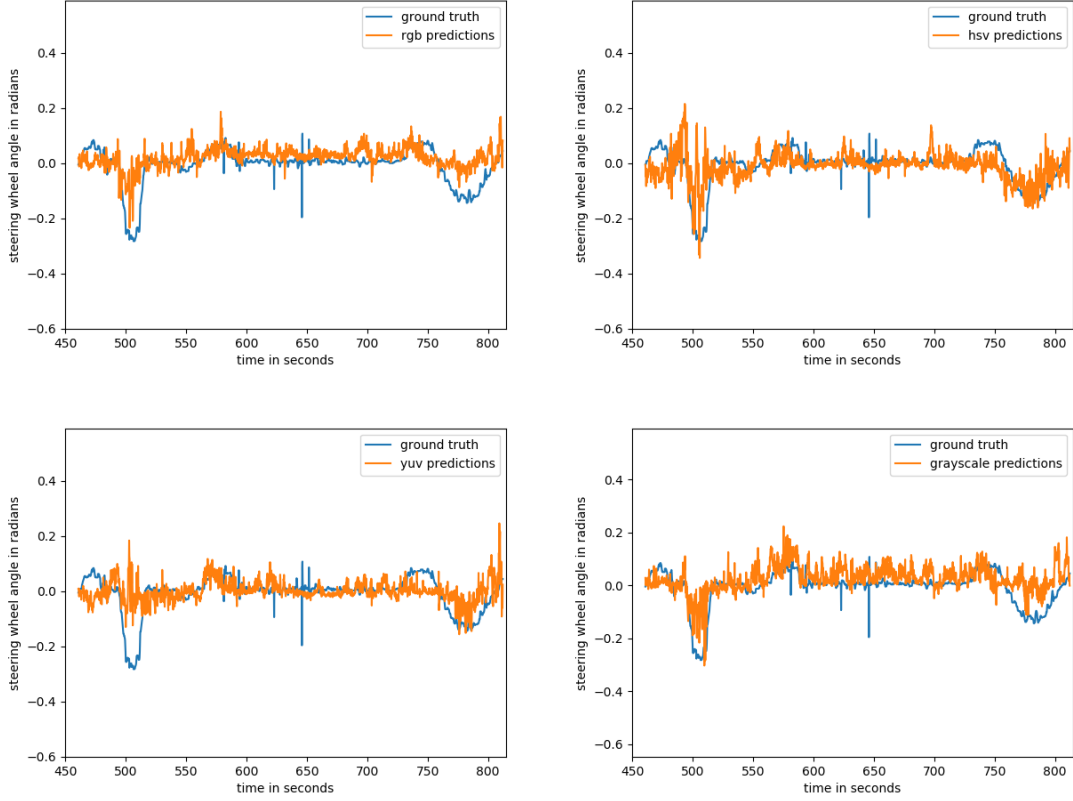 ground truth
rgb predictions
steering wheel angle in radians
0.4
0.2
0.0
−0.2
−0.4
−0.6
450 500 550 600 650 700 750 800
time in seconds
ground truth
hsv predictions
steering wheel angle in radians
0.4
0.2
0.0
−0.2
−0.4
−0.6
450 500 550 600 650 700 750 800
time in seconds
ground truth
yuv predictions
steering wheel angle in radians
0.4
0.2
0.0
−0.2
−0.4
−0.6
450 500 550 600 650 700 750 800
time in seconds
ground truth
grayscale predictions
steering wheel angle in radians
0.4
0.2
0.0
−0.2
−0.4
−0.6
450 500 550 600 650 700 750 800
time in seconds